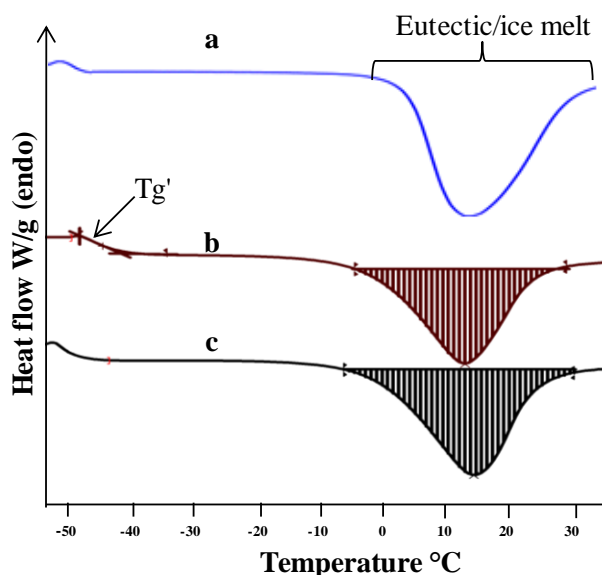 Eutectic/ice melt
a
Tg'
b
c
Heat flow W/g (endo)
-50 -40 -30 -20 -10 0 10 20 30
Temperature °C